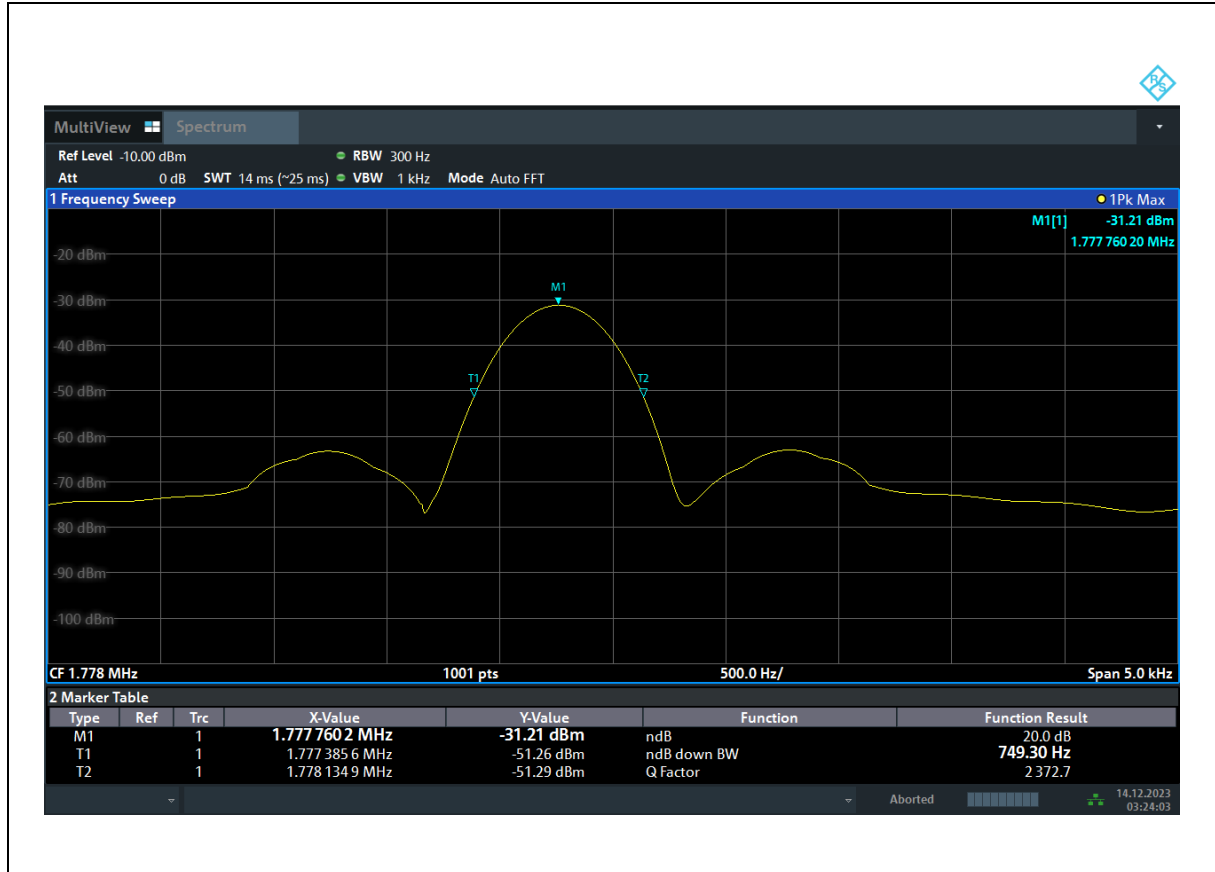 R&S
MultiView Spectrum
Ref Level -10.00 dBm RBW 300 Hz
Att 0 dB SWT 14 ms (~25 ms) VBW 1 kHz Mode Auto FFT
1 Frequency Sweep 1Pk Max
M1[1] -31.21 dBm
1.777 760 20 MHz
-20 dBm
M1
-30 dBm
-40 dBm
T1 T2
-50 dBm
-60 dBm
-70 dBm
-80 dBm
-90 dBm
-100 dBm
CF 1.778 MHz 1001 pts 500.0 Hz/ Span 5.0 kHz
2 Marker Table
Type Ref Trc X-Value Y-Value Function Function Result
M1 1 1.777 760 2 MHz -31.21 dBm ndB 20.0 dB
T1 1 1.777 385 6 MHz -51.26 dBm ndB down BW 749.30 Hz
T2 1 1.778 134 9 MHz -51.29 dBm Q Factor 2 372.7
Aborted 14.12.2023
03:24:03